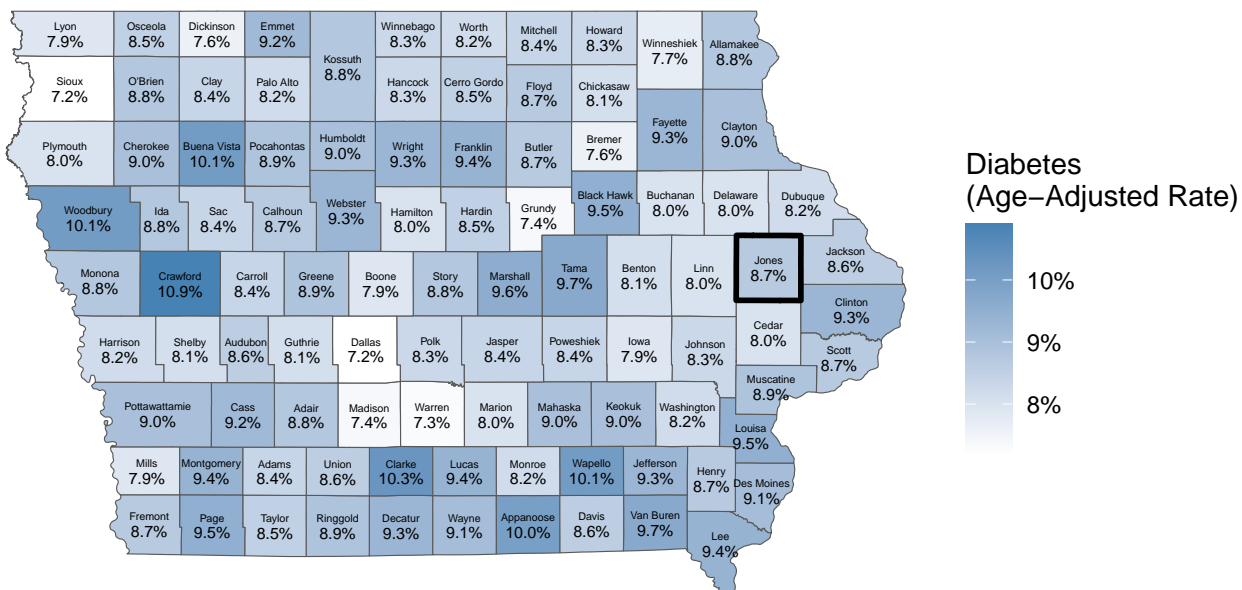 Lyon
7.9%
Osceola
8.5%
Dickinson
7.6%
Emmet
9.2%
Kossuth
8.8%
Winnebago
8.3%
Worth
8.2%
Mitchell
8.4%
Howard
8.3%
Winneshiek
7.7%
Allamakee
8.8%
Sioux
7.2%
O'Brien
8.8%
Clay
8.4%
Palo Alto
8.2%
Hancock
8.3%
Cerro Gordo
8.5%
Floyd
8.7%
Chickasaw
8.1%
Plymouth
8.0%
Cherokee
9.0%
Buena Vista
10.1%
Pocahontas
8.9%
Humboldt
9.0%
Wright
9.3%
Franklin
9.4%
Butler
8.7%
Bremer
7.6%
Fayette
9.3%
Clayton
9.0%
Woodbury
10.1%
Ida
8.8%
Sac
8.4%
Calhoun
8.7%
Webster
9.3%
Hamilton
8.0%
Hardin
8.5%
Grundy
7.4%
Black Hawk
9.5%
Buchanan
8.0%
Delaware
8.0%
Dubuque
8.2%
Monona
8.8%
Crawford
10.9%
Carroll
8.4%
Greene
8.9%
Boone
7.9%
Story
8.8%
Marshall
9.6%
Tama
9.7%
Benton
8.1%
Linn
8.0%
Jones
8.7%
Jackson
8.6%
Clinton
9.3%
Harrison
8.2%
Shelby
8.1%
Audubon
8.6%
Guthrie
8.1%
Dallas
7.2%
Polk
8.3%
Jasper
8.4%
Poweshiek
8.4%
Iowa
7.9%
Johnson
8.3%
Cedar
8.0%
Scott
8.7%
Muscatine
8.9%
Pottawattamie
9.0%
Cass
9.2%
Adair
8.8%
Madison
7.4%
Warren
7.3%
Marion
8.0%
Mahaska
9.0%
Keokuk
9.0%
Washington
8.2%
Louisa
9.5%
Mills
7.9%
Montgomery
9.4%
Adams
8.4%
Union
8.6%
Clarke
10.3%
Lucas
9.4%
Monroe
8.2%
Wapello
10.1%
Jefferson
9.3%
Henry
8.7%
Des Moines
9.1%
Fremont
8.7%
Page
9.5%
Taylor
8.5%
Ringgold
8.9%
Decatur
9.3%
Wayne
9.1%
Appanoose
10.0%
Davis
8.6%
Van Buren
9.7%
Lee
9.4%
Diabetes
(Age−Adjusted Rate)
10%
9%
8%